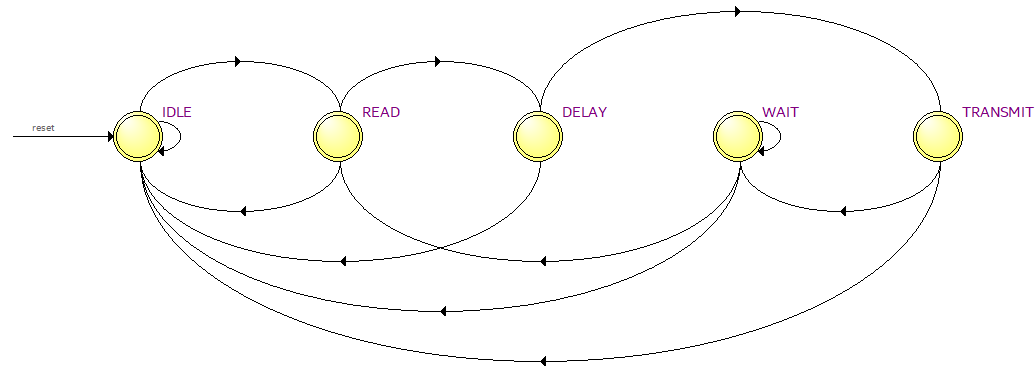 reset
IDLE
READ
DELAY
WAIT
TRANSMIT